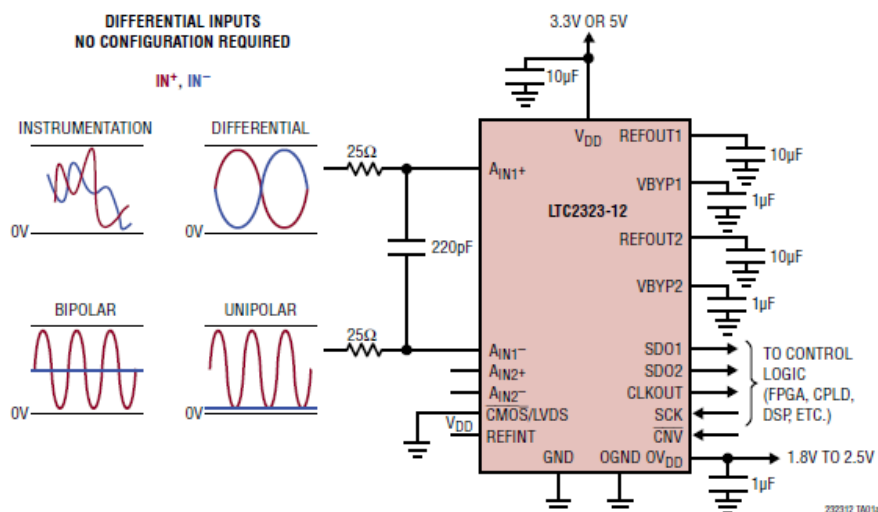 DIFFERENTIAL INPUTS
NO CONFIGURATION REQUIRED
IN⁺, IN⁻
INSTRUMENTATION
DIFFERENTIAL
0V
0V
BIPOLAR
UNIPOLAR
0V
0V
25Ω
220pF
25Ω
3.3V OR 5V
10µF
VDD
LTC2323-12
AIN1+
AIN1⁻
AIN2+
AIN2⁻
CMOS/LVDS
VDD
REFINT
GND
OGND
OVDD
REFOUT1
10µF
VBYP1
1µF
REFOUT2
10µF
VBYP2
1µF
SDO1
SDO2
CLKOUT
SCK
CNV
TO CONTROL
LOGIC
(FPGA, CPLD,
DSP, ETC.)
1.8V TO 2.5V
1µF
232312 TA01a